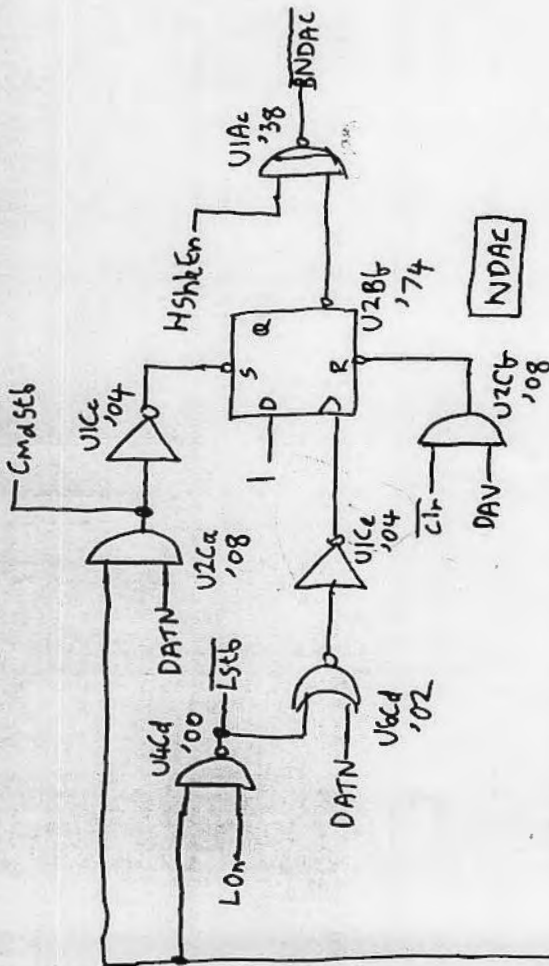 CmdStb
U1Cc
'04
DATN
U2Ca
'08
HShkEn
U1Ac
'38
BNDAC
S
D
Q
R
1
U2Bb
'74
LOn
U4Cd
'00
LStb
DATN
U6Cd
'02
U1Ce
'04
Clr
DAV
U2Cb
'08
NDAC